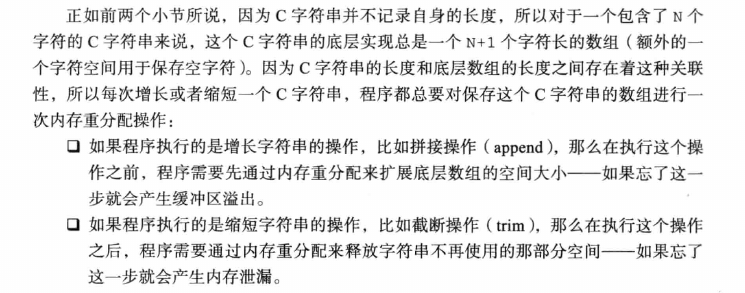 正如前两个小节所说，因为 C 字符串并不记录自身的长度，所以对于一个包含了 N 个
字符的 C 字符串来说，这个 C 字符串的底层实现总是一个 N+1 个字符长的数组（额外的一
个字符空间用于保存空字符）。因为 C 字符串的长度和底层数组的长度之间存在着这种关联
性，所以每次增长或者缩短一个 C 字符串，程序都总要对保存这个 C 字符串的数组进行一
次内存重分配操作：
❑ 如果程序执行的是增长字符串的操作，比如拼接操作（append），那么在执行这个操
作之前，程序需要先通过内存重分配来扩展底层数组的空间大小——如果忘了这一
步就会产生缓冲区溢出。
❑ 如果程序执行的是缩短字符串的操作，比如截断操作（trim），那么在执行这个操作
之后，程序需要通过内存重分配来释放字符串不再使用的那部分空间——如果忘了
这一步就会产生内存泄漏。